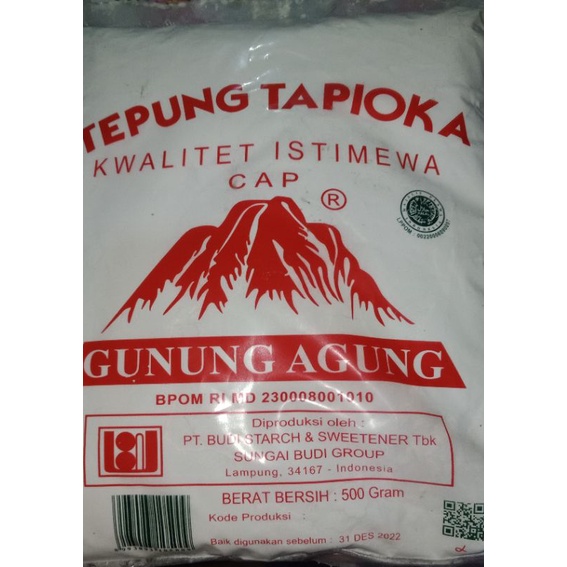 TEPUNG TAPIOKA
KWALITET ISTIMEWA
CAP
®
GUNUNG AGUNG
BPOM RI MD 230008001010
Diproduksi oleh :
PT. BUDI STARCH & SWEETENER Tbk
SUNGAI BUDI GROUP
Lampung, 34167 - Indonesia
BERAT BERSIH : 500 Gram
Kode Produksi :
Baik digunakan sebelum : 31 DES 2022